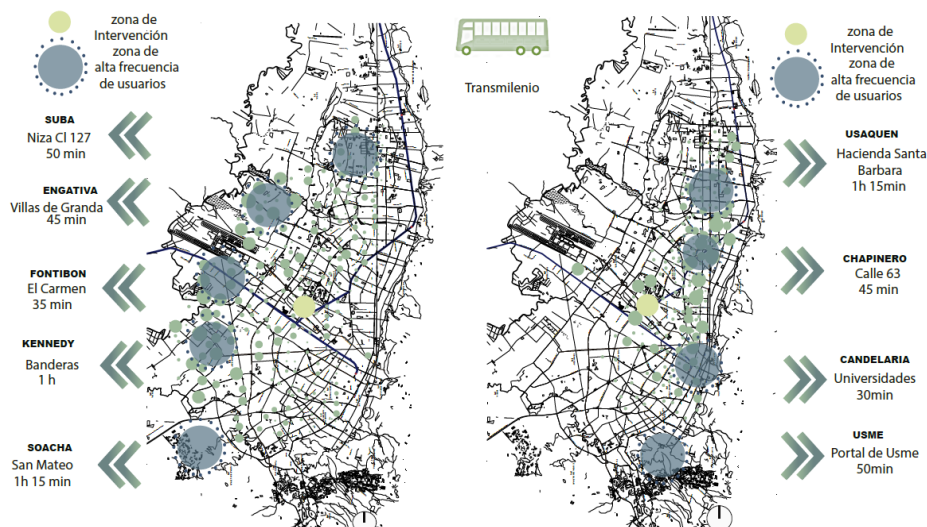 zona de
Intervención
zona de
alta frecuencia
de usuarios
SUBA
Niza Cl 127
50 min
ENGATIVA
Villas de Granda
45 min
FONTIBON
El Carmen
35 min
KENNEDY
Banderas
1 h
SOACHA
San Mateo
1h 15 min
Transmilenio
zona de
Intervención
zona de
alta frecuencia
de usuarios
USAQUEN
Hacienda Santa
Barbara
1h 15min
CHAPINERO
Calle 63
45 min
CANDELARIA
Universidades
30min
USME
Portal de Usme
50min